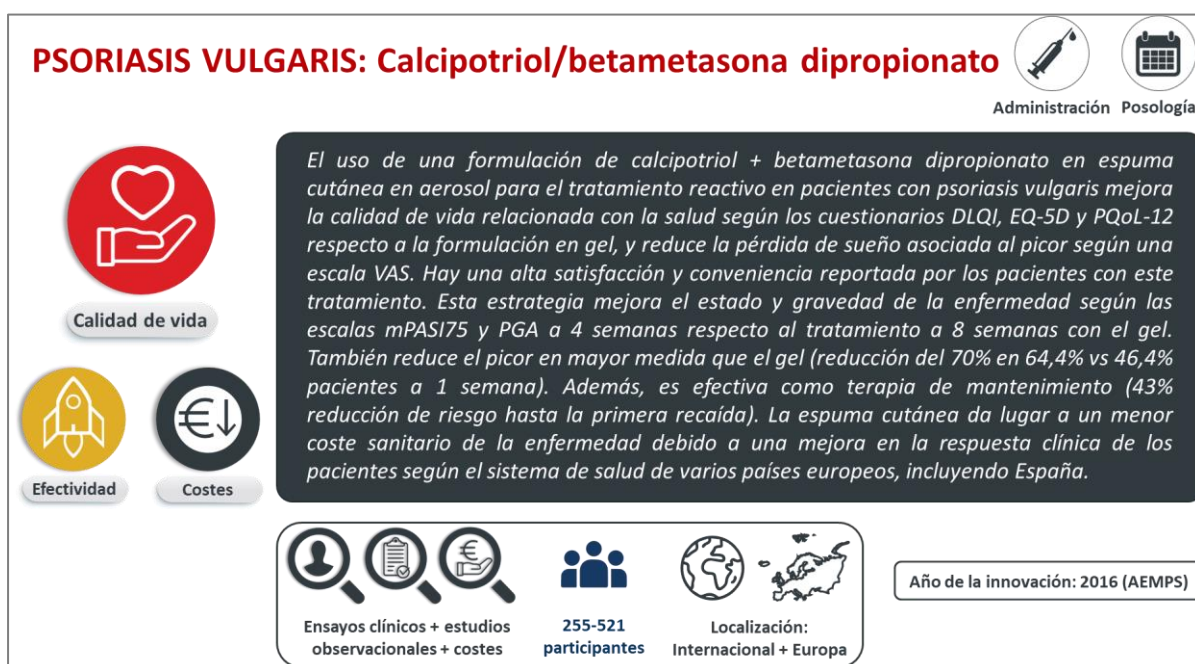 PSORIASIS VULGARIS: Calcipotriol/betametasona dipropionato
Administración Posología
El uso de una formulación de calcipotriol + betametasona dipropionato en espuma
cutánea en aerosol para el tratamiento reactivo en pacientes con psoriasis vulgaris mejora
la calidad de vida relacionada con la salud según los cuestionarios DLQI, EQ-5D y PQoL-12
respecto a la formulación en gel, y reduce la pérdida de sueño asociada al picor según una
escala VAS. Hay una alta satisfacción y conveniencia reportada por los pacientes con este
tratamiento. Esta estrategia mejora el estado y gravedad de la enfermedad según las
escalas mPASI75 y PGA a 4 semanas respecto al tratamiento a 8 semanas con el gel.
También reduce el picor en mayor medida que el gel (reducción del 70% en 64,4% vs 46,4%
pacientes a 1 semana). Además, es efectiva como terapia de mantenimiento (43%
reducción de riesgo hasta la primera recaída). La espuma cutánea da lugar a un menor
coste sanitario de la enfermedad debido a una mejora en la respuesta clínica de los
pacientes según el sistema de salud de varios países europeos, incluyendo España.
Calidad de vida
€
Efectividad
Costes
€
Ensayos clínicos + estudios
observacionales + costes
255-521
participantes
Localización:
Internacional + Europa
Año de la innovación: 2016 (AEMPS)